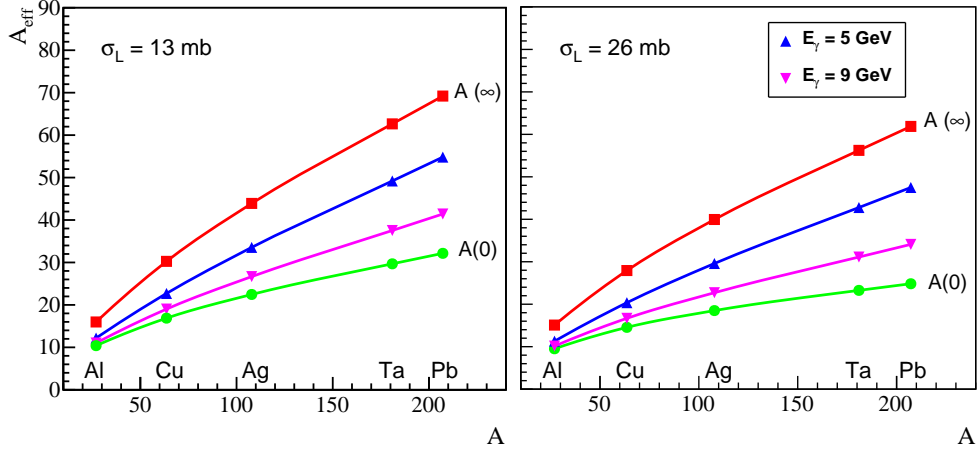 A_eff
90
80
70
60
50
40
30
20
10
0
σ_L = 13 mb
A (∞)
A(0)
Al Cu Ag Ta Pb
50 100 150 200
A
σ_L = 26 mb
E_γ = 5 GeV
E_γ = 9 GeV
A (∞)
A(0)
Al Cu Ag Ta Pb
50 100 150 200
A